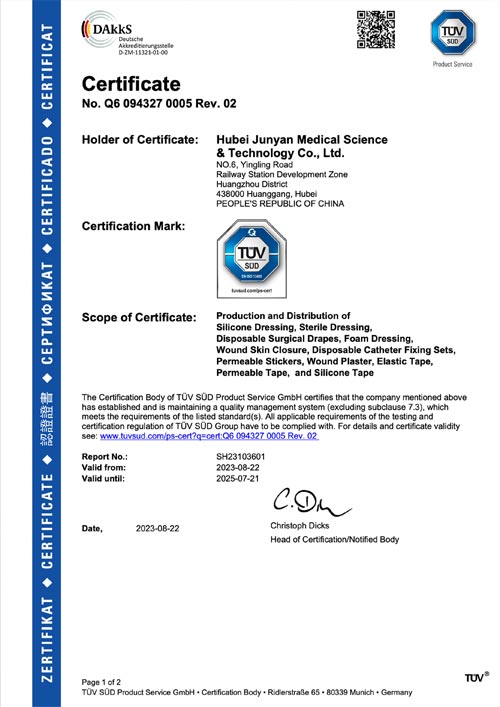 DAkkS
Deutsche
Akkreditierungsstelle
D-ZM-11321-01-00
TÜV
SÜD
Product Service
Certificate
No. Q6 094327 0005 Rev. 02
Holder of Certificate:
Hubei Junyan Medical Science
& Technology Co., Ltd.
NO.6, Yingling Road
Railway Station Development Zone
Huangzhou District
438000 Huanggang, Hubei
PEOPLE'S REPUBLIC OF CHINA
Certification Mark:
Q
TÜV
SÜD
EN ISO 13485
tuvsud.com/ps-cert
Scope of Certificate:
Production and Distribution of
Silicone Dressing, Sterile Dressing,
Disposable Surgical Drapes, Foam Dressing,
Wound Skin Closure, Disposable Catheter Fixing Sets,
Permeable Stickers, Wound Plaster, Elastic Tape,
Permeable Tape, and Silicone Tape
The Certification Body of TÜV SÜD Product Service GmbH certifies that the company mentioned above
has established and is maintaining a quality management system (excluding subclause 7.3), which
meets the requirements of the listed standard(s). All applicable requirements of the testing and
certification regulation of TÜV SÜD Group have to be complied with. For details and certificate validity
see: www.tuvsud.com/ps-cert?q=cert:Q6 094327 0005 Rev. 02
Report No.: SH23103601
Valid from: 2023-08-22
Valid until: 2025-07-21
Date, 2023-08-22
Christoph Dicks
Head of Certification/Notified Body
Page 1 of 2
TÜV SÜD Product Service GmbH • Certification Body • Ridlerstraße 65 • 80339 Munich • Germany
TÜV®
ZERTIFIKAT ◆ CERTIFICATE ◆ 認證證書 ◆ СЕРТИФИКАТ ◆ CERTIFICADO ◆ CERTIFICAT